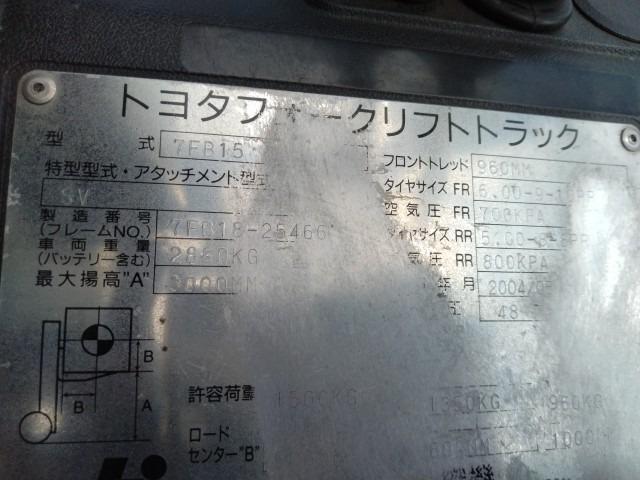 トヨタフォークリフトトラック
型 式 7FB15
特型型式・アタッチメント型式
SV
製造番号
(フレームNO.) 7FB18-25466
車両重量
(バッテリー含む) 2860KG
最大揚高"A" 3000MM
フロントトレッド 960MM
タイヤサイズ FR 6.00-9-
空気圧 FR 700KPA
タイヤサイズ RR 5.00-8-
気圧 RR 800KPA
年月 2004/
48
B
B
A
許容荷重 1500KG 1350KG 960KG
ロード
センター"B"